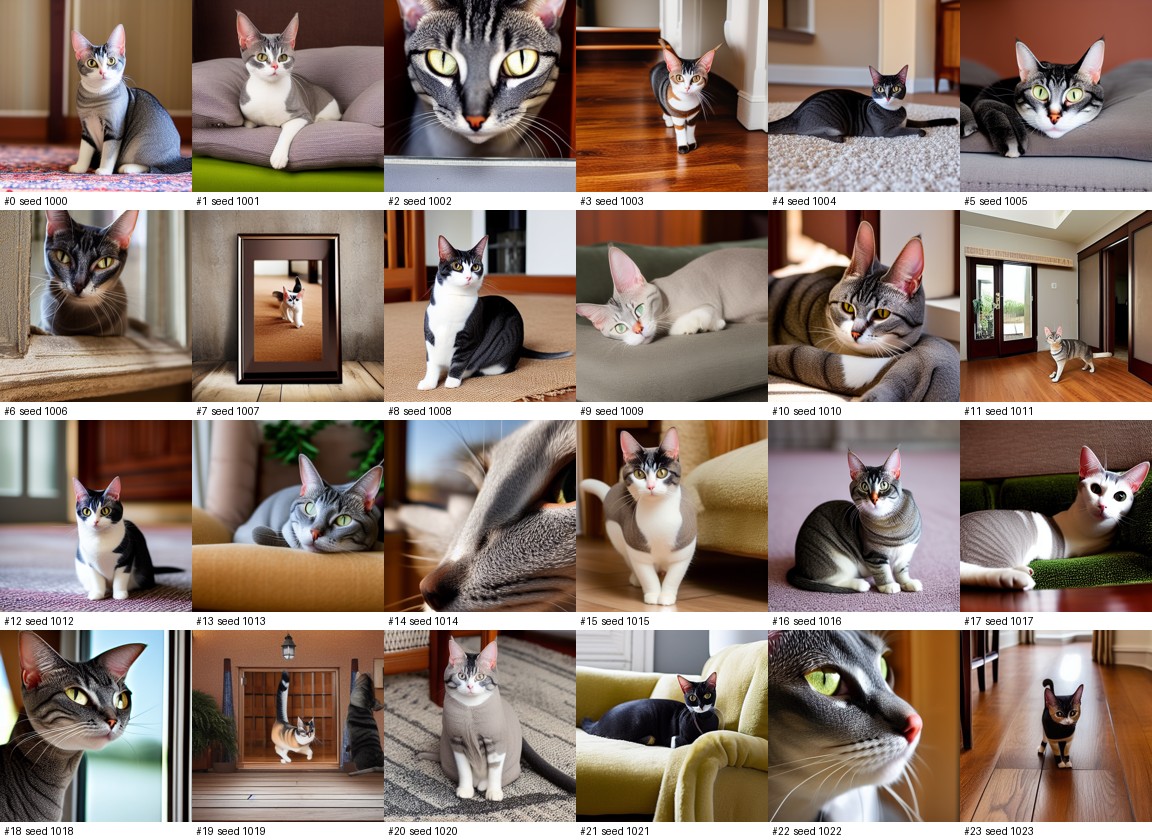 #0 seed 1000
#1 seed 1001
#2 seed 1002
#3 seed 1003
#4 seed 1004
#5 seed 1005
#6 seed 1006
#7 seed 1007
#8 seed 1008
#9 seed 1009
#10 seed 1010
#11 seed 1011
#12 seed 1012
#13 seed 1013
#14 seed 1014
#15 seed 1015
#16 seed 1016
#17 seed 1017
#18 seed 1018
#19 seed 1019
#20 seed 1020
#21 seed 1021
#22 seed 1022
#23 seed 1023